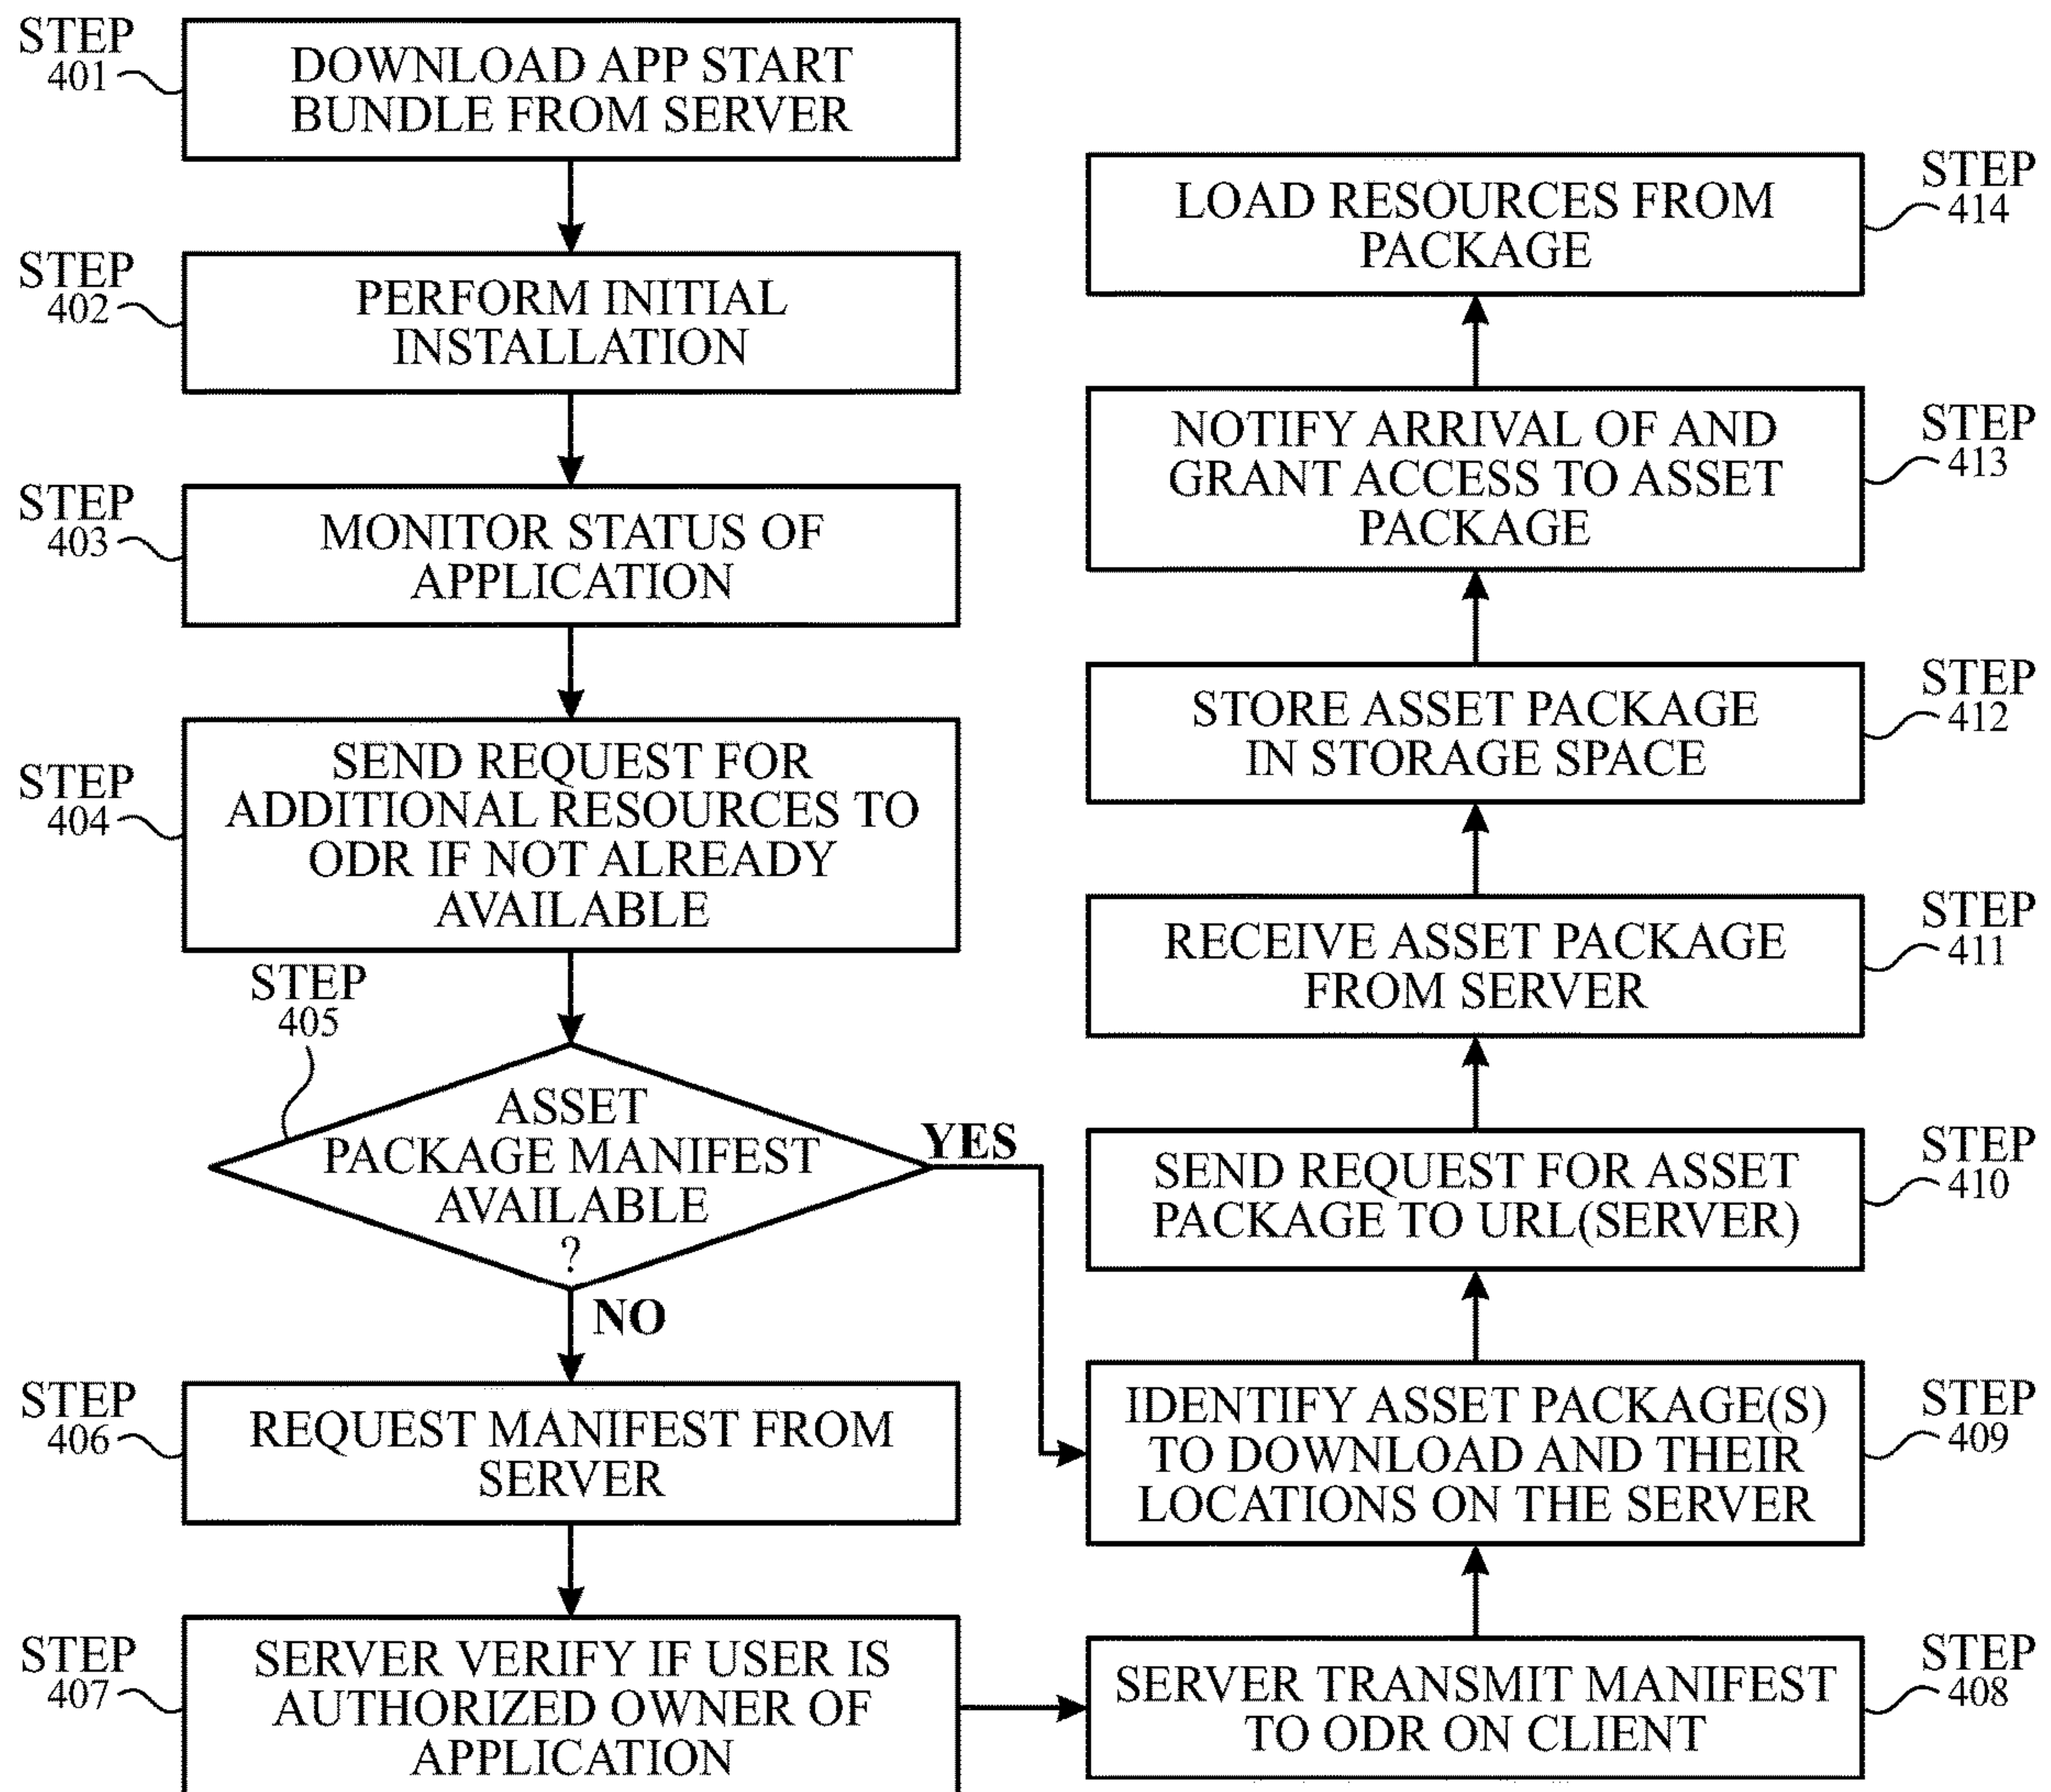 STEP
401
DOWNLOAD APP START
BUNDLE FROM SERVER
STEP
402
PERFORM INITIAL
INSTALLATION
STEP
403
MONITOR STATUS OF
APPLICATION
STEP
404
SEND REQUEST FOR
ADDITIONAL RESOURCES TO
ODR IF NOT ALREADY
AVAILABLE
STEP
405
ASSET
PACKAGE MANIFEST
AVAILABLE
?
YES
NO
STEP
406
REQUEST MANIFEST FROM
SERVER
STEP
407
SERVER VERIFY IF USER IS
AUTHORIZED OWNER OF
APPLICATION
SERVER TRANSMIT MANIFEST
TO ODR ON CLIENT
STEP
408
IDENTIFY ASSET PACKAGE(S)
TO DOWNLOAD AND THEIR
LOCATIONS ON THE SERVER
STEP
409
SEND REQUEST FOR ASSET
PACKAGE TO URL(SERVER)
STEP
410
RECEIVE ASSET PACKAGE
FROM SERVER
STEP
411
STORE ASSET PACKAGE
IN STORAGE SPACE
STEP
412
NOTIFY ARRIVAL OF AND
GRANT ACCESS TO ASSET
PACKAGE
STEP
413
LOAD RESOURCES FROM
PACKAGE
STEP
414